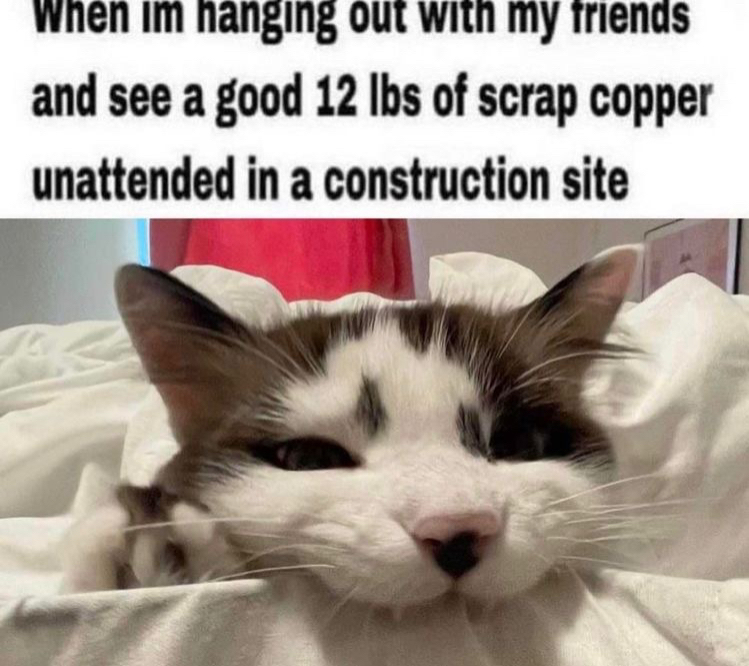 When im hanging out with my friends
and see a good 12 lbs of scrap copper
unattended in a construction site